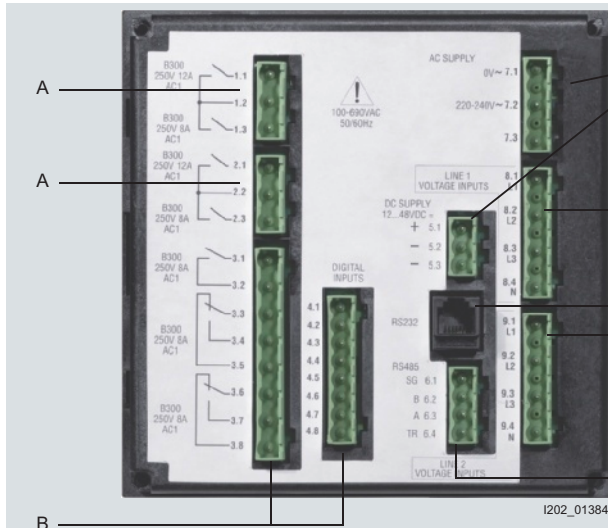 A
A
B
B300
250V 12A
AC1
1.1
1.2
B300
250V 8A
AC1
1.3
B300
250V 12A
AC1
2.1
2.2
B300
250V 8A
AC1
2.3
B300
250V 8A
AC1
3.1
3.2
3.3
B300
250V 8A
AC1
3.4
3.5
3.6
B300
250V 8A
AC1
3.7
3.8
100-690VAC
50/60Hz
DIGITAL
INPUTS
4.1
4.2
4.3
4.4
4.5
4.6
4.7
4.8
AC SUPPLY
0V~ 7.1
220-240V~ 7.2
7.3
LINE 1
VOLTAGE INPUTS
DC SUPPLY
12...48VDC =
+ 5.1
- 5.2
- 5.3
8.1
L1
8.2
L2
8.3
L3
8.4
N
RS232
RS485
SG 6.1
B 6.2
A 6.3
TR 6.4
9.1
L1
9.2
L2
9.3
L3
9.4
N
LINE 2
VOLTAGE INPUTS
I202_01384